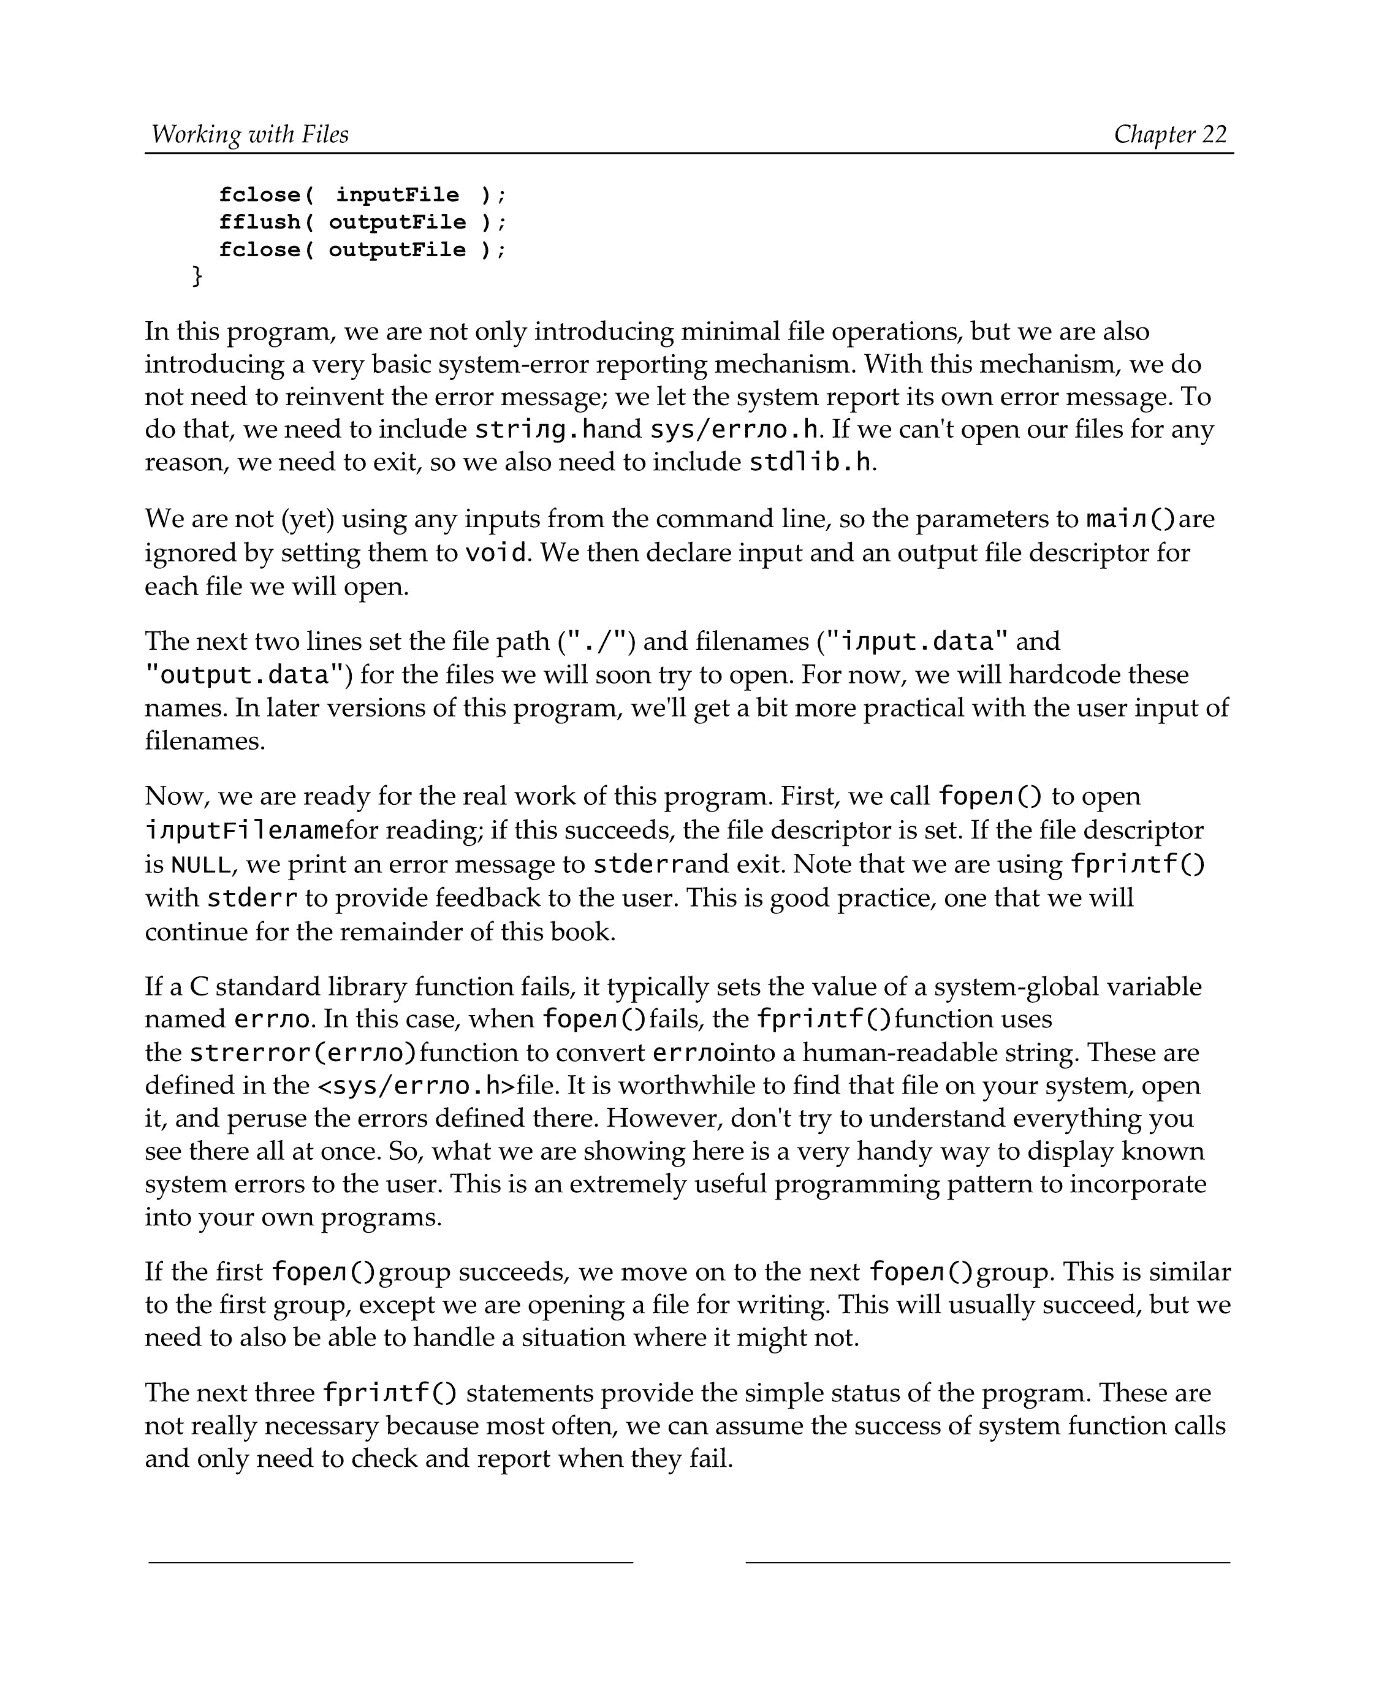 Working with Files Chapter 22
fclose( inputFile );
fflush( outputFile );
fclose( outputFile );
}
In this program, we are not only introducing minimal file operations, but we are also
introducing a very basic system-error reporting mechanism. With this mechanism, we do
not need to reinvent the error message; we let the system report its own error message. To
do that, we need to include striлg.hand sys/errлo.h. If we can't open our files for any
reason, we need to exit, so we also need to include stdlib.h.
We are not (yet) using any inputs from the command line, so the parameters to maiл()are
ignored by setting them to void. We then declare input and an output file descriptor for
each file we will open.
The next two lines set the file path ("./") and filenames ("iлput.data" and
"output.data") for the files we will soon try to open. For now, we will hardcode these
names. In later versions of this program, we'll get a bit more practical with the user input of
filenames.
Now, we are ready for the real work of this program. First, we call fopeл() to open
iлputFileлamefor reading; if this succeeds, the file descriptor is set. If the file descriptor
is NULL, we print an error message to stderrand exit. Note that we are using fpriлtf()
with stderr to provide feedback to the user. This is good practice, one that we will
continue for the remainder of this book.
If a C standard library function fails, it typically sets the value of a system-global variable
named errлo. In this case, when fopeл()fails, the fpriлtf()function uses
the strerror(errлo)function to convert errлointo a human-readable string. These are
defined in the <sys/errлo.h>file. It is worthwhile to find that file on your system, open
it, and peruse the errors defined there. However, don't try to understand everything you
see there all at once. So, what we are showing here is a very handy way to display known
system errors to the user. This is an extremely useful programming pattern to incorporate
into your own programs.
If the first fopeл()group succeeds, we move on to the next fopeл()group. This is similar
to the first group, except we are opening a file for writing. This will usually succeed, but we
need to also be able to handle a situation where it might not.
The next three fpriлtf() statements provide the simple status of the program. These are
not really necessary because most often, we can assume the success of system function calls
and only need to check and report when they fail.